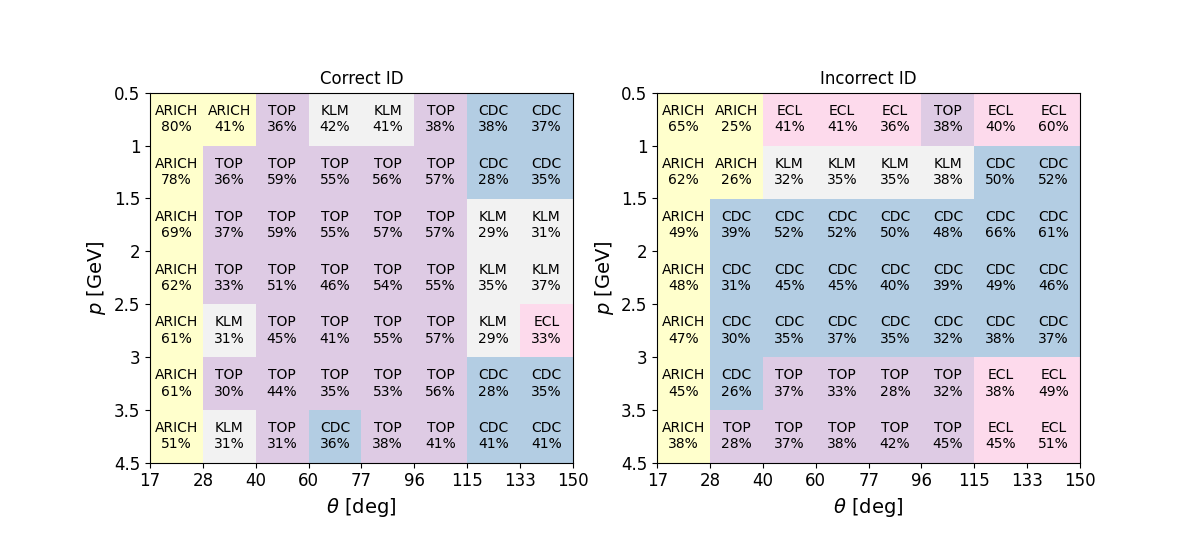 Correct ID
Incorrect ID
0.5
ARICH ARICH TOP KLM KLM TOP CDC CDC
80% 41% 36% 42% 41% 38% 38% 37%
1
ARICH TOP TOP TOP TOP TOP CDC CDC
78% 36% 59% 55% 56% 57% 28% 35%
1.5
ARICH TOP TOP TOP TOP TOP KLM KLM
69% 37% 59% 55% 57% 57% 29% 31%
2
ARICH TOP TOP TOP TOP TOP KLM KLM
62% 33% 51% 46% 54% 55% 35% 37%
2.5
ARICH KLM TOP TOP TOP TOP KLM ECL
61% 31% 45% 41% 55% 57% 29% 33%
3
ARICH TOP TOP TOP TOP TOP CDC CDC
61% 30% 44% 35% 53% 56% 28% 35%
3.5
ARICH KLM TOP CDC TOP TOP CDC CDC
51% 31% 31% 36% 38% 41% 41% 41%
4.5
17 28 40 60 77 96 115 133 150
p [GeV]
θ [deg]
0.5
ARICH ARICH ECL ECL ECL TOP ECL ECL
65% 25% 41% 41% 36% 38% 40% 60%
1
ARICH ARICH KLM KLM KLM KLM CDC CDC
62% 26% 32% 35% 35% 38% 50% 52%
1.5
ARICH CDC CDC CDC CDC CDC CDC CDC
49% 39% 52% 52% 50% 48% 66% 61%
2
ARICH CDC CDC CDC CDC CDC CDC CDC
48% 31% 45% 45% 40% 39% 49% 46%
2.5
ARICH CDC CDC CDC CDC CDC CDC CDC
47% 30% 35% 37% 35% 32% 38% 37%
3
ARICH CDC TOP TOP TOP TOP ECL ECL
45% 26% 37% 33% 28% 32% 38% 49%
3.5
ARICH TOP TOP TOP TOP TOP ECL ECL
38% 28% 37% 38% 42% 45% 45% 51%
4.5
17 28 40 60 77 96 115 133 150
p [GeV]
θ [deg]